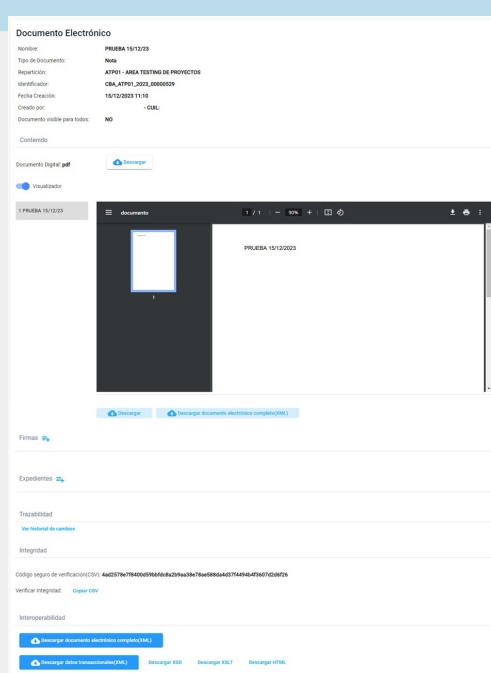 Documento Electrónico
Nombre: PRUEBA 15/12/23
Tipo de Documento: Nota
Repartición: ATP01 - AREA TESTING DE PROYECTOS
Identificador: CBA_ATP01_2023_00000529
Fecha Creación: 15/12/2023 11:10
Creado por: - CUIL:
Documento visible para todos: NO
Contenido
Documento Digital: pdf Descargar
Visualizador
1 PRUEBA 15/12/23
documento 1 / 1 90%
PRUEBA 15/12/2023
1
Descargar Descargar documento electrónico completo(XML)
Firmas
Expedientes
Trazabilidad
Ver historial de cambios
Integridad
Código seguro de verificación(CSV): 4ad2578e7f8400d59bbfdc8a2b9aa38e78ae588da4d37f4494b4f3607d2d6f26
Verificar Integridad: Copiar CSV
Interoperabilidad
Descargar documento electrónico completo(XML)
Descargar datos transaccionales(XML) Descargar XSD Descargar XSLT Descargar HTML